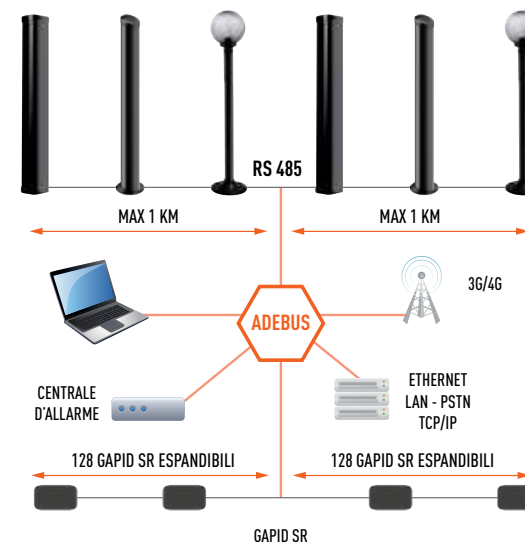 RS 485
MAX 1 KM
MAX 1 KM
3G/4G
ADEBUS
CENTRALE
D'ALLARME
ETHERNET
LAN - PSTN
TCP/IP
128 GAPID SR ESPANDIBILI
128 GAPID SR ESPANDIBILI
GAPID SR